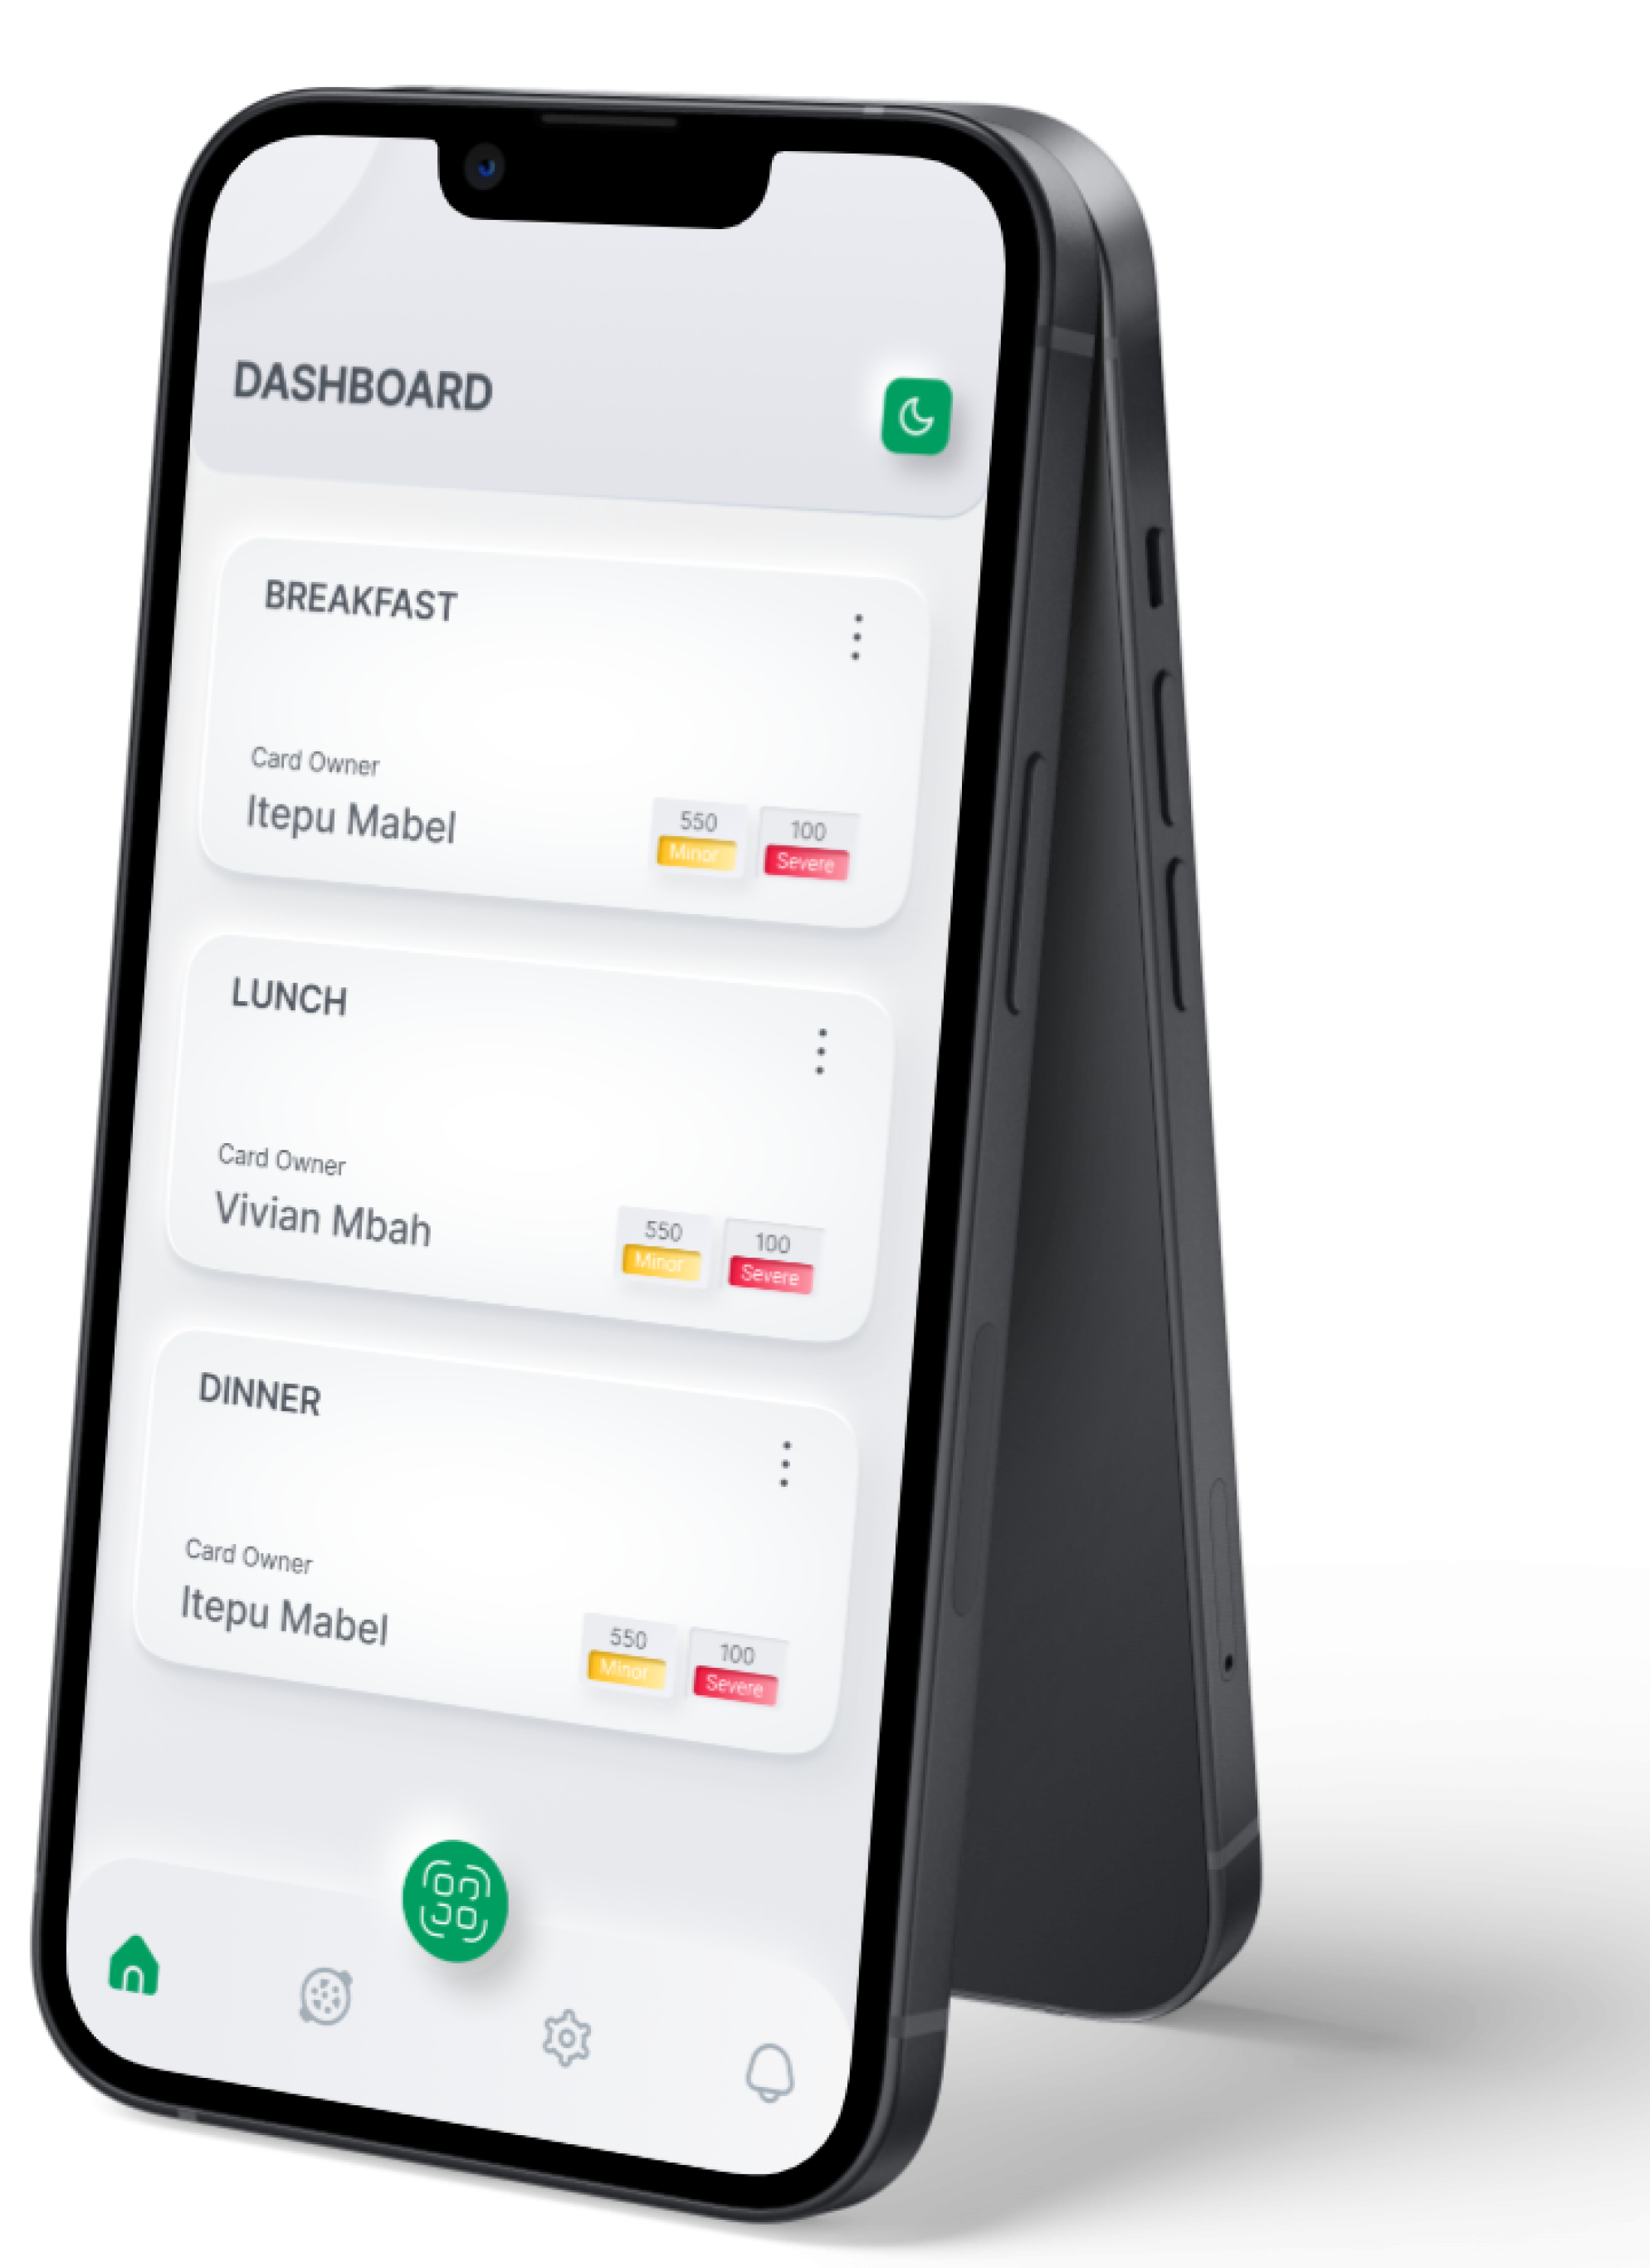 DASHBOARD
BREAKFAST
Card Owner
Itepu Mabel
550
Minor
100
Severe
LUNCH
Card Owner
Vivian Mbah
550
Minor
100
Severe
DINNER
Card Owner
Itepu Mabel
550
Minor
100
Severe